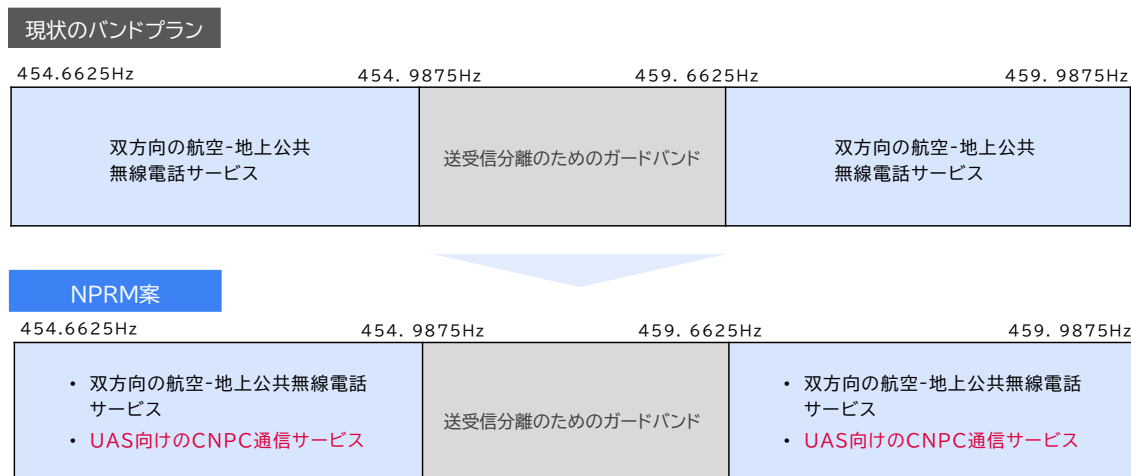 現状のバンドプラン
454.6625Hz 454. 9875Hz 459. 6625Hz 459. 9875Hz
双方向の航空-地上公共
無線電話サービス
送受信分離のためのガードバンド
双方向の航空-地上公共
無線電話サービス
NPRM案
454.6625Hz 454. 9875Hz 459. 6625Hz 459. 9875Hz
• 双方向の航空-地上公共無線電話
サービス
• UAS向けのCNPC通信サービス
送受信分離のためのガードバンド
• 双方向の航空-地上公共無線電話
サービス
• UAS向けのCNPC通信サービス